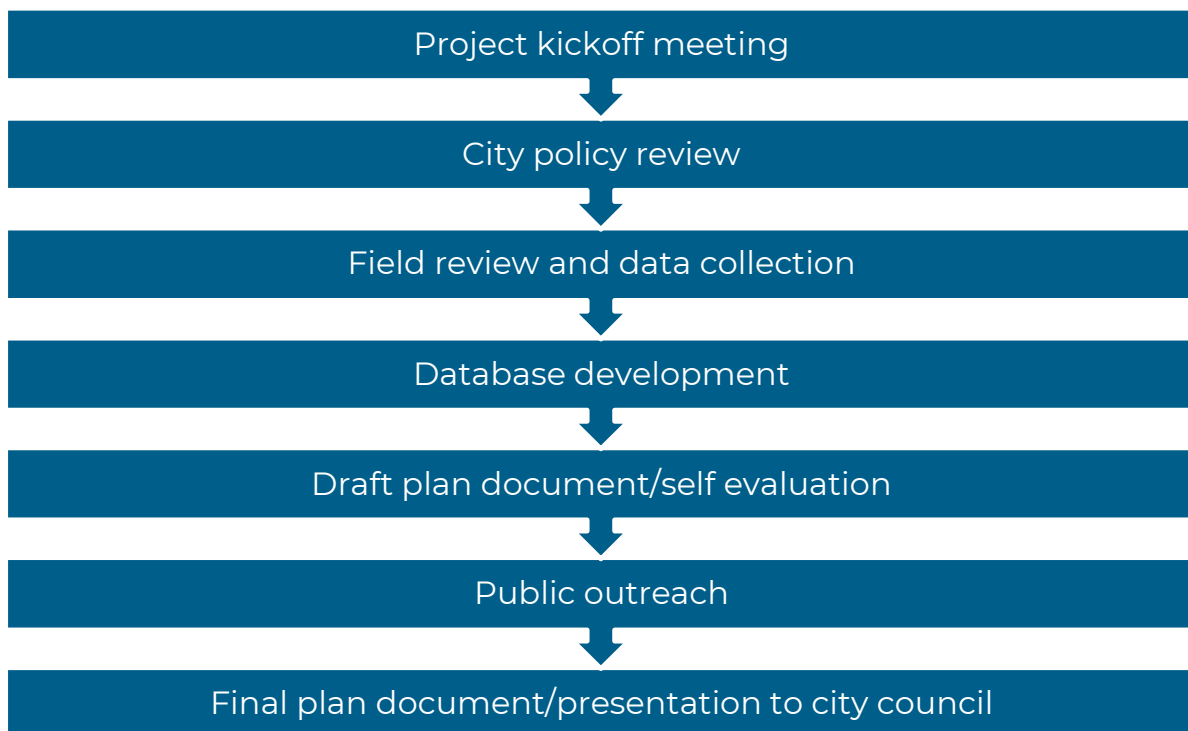 Project kickoff meeting
City policy review
Field review and data collection
Database development
Draft plan document/self evaluation
Public outreach
Final plan document/presentation to city council